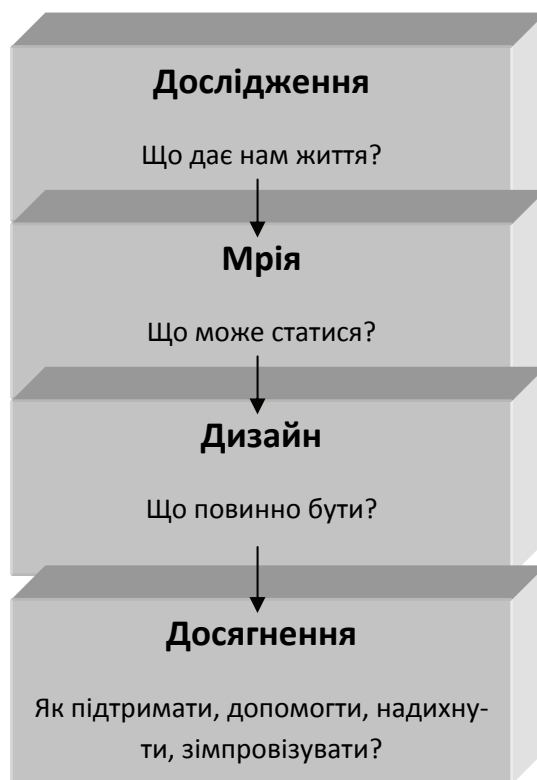 Дослідження
Що дає нам життя?
Мрія
Що може статися?
Дизайн
Що повинно бути?
Досягнення
Як підтримати, допомогти, надихну-
ти, зімпровізувати?